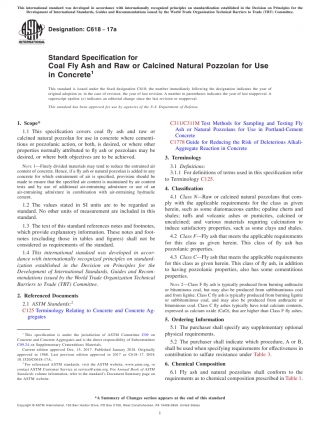 This international standard was developed in accordance with internationally recognized principles on standardization established in the Decision on Principles for the
Development of International Standards, Guides and Recommendations issued by the World Trade Organization Technical Barriers to Trade (TBT) Committee.
Designation: C618 − 17a
INTERNATIONAL
Standard Specification for
Coal Fly Ash and Raw or Calcined Natural Pozzolan for Use
in Concrete1
This standard is issued under the fixed designation C618; the number immediately following the designation indicates the year of
original adoption or, in the case of revision, the year of last revision. A number in parentheses indicates the year of last reapproval. A
superscript epsilon (ε) indicates an editorial change since the last revision or reapproval.
This standard has been approved for use by agencies of the U.S. Department of Defense.
1. Scope*
1.1 This specification covers coal fly ash and raw or
calcined natural pozzolan for use in concrete where cementi-
tious or pozzolanic action, or both, is desired, or where other
properties normally attributed to fly ash or pozzolans may be
desired, or where both objectives are to be achieved.
NOTE 1—Finely divided materials may tend to reduce the entrained air
content of concrete. Hence, if a fly ash or natural pozzolan is added to any
concrete for which entrainment of air is specified, provision should be
made to ensure that the specified air content is maintained by air content
tests and by use of additional air-entraining admixture or use of an
air-entraining admixture in combination with air-entraining hydraulic
cement.
1.2 The values stated in SI units are to be regarded as
standard. No other units of measurement are included in this
standard.
1.3 The text of this standard references notes and footnotes,
which provide explanatory information. These notes and foot-
notes (excluding those in tables and figures) shall not be
considered as requirements of the standard.
1.4 This international standard was developed in accor-
dance with internationally recognized principles on standard-
ization established in the Decision on Principles for the
Development of International Standards, Guides and Recom-
mendations issued by the World Trade Organization Technical
Barriers to Trade (TBT) Committee.
2. Referenced Documents
2.1 ASTM Standards:2
C125 Terminology Relating to Concrete and Concrete Ag-
gregates
1 This specification is under the jurisdiction of ASTM Committee C09 on
Concrete and Concrete Aggregates and is the direct responsibility of Subcommittee
C09.24 on Supplementary Cementitious Materials.
Current edition approved Dec. 15, 2017. Published January 2018. Originally
approved in 1968. Last previous edition approved in 2017 as C618–17. DOI:
10.1520/C0618-17A.
2 For referenced ASTM standards, visit the ASTM website, www.astm.org, or
contact ASTM Customer Service at service@astm.org. For Annual Book of ASTM
Standards volume information, refer to the standard's Document Summary page on
the ASTM website.
C311/C311M Test Methods for Sampling and Testing Fly
Ash or Natural Pozzolans for Use in Portland-Cement
Concrete
C1778 Guide for Reducing the Risk of Deleterious Alkali-
Aggregate Reaction in Concrete
3. Terminology
3.1 Definitions:
3.1.1 For definitions of terms used in this specification refer
to Terminology C125.
4. Classification
4.1 Class N—Raw or calcined natural pozzolans that com-
ply with the applicable requirements for the class as given
herein, such as some diatomaceous earths; opaline cherts and
shales; tuffs and volcanic ashes or pumicites, calcined or
uncalcined; and various materials requiring calcination to
induce satisfactory properties, such as some clays and shales.
4.2 Class F—Fly ash that meets the applicable requirements
for this class as given herein. This class of fly ash has
pozzolanic properties.
4.3 Class C—Fly ash that meets the applicable requirements
for this class as given herein. This class of fly ash, in addition
to having pozzolanic properties, also has some cementitious
properties.
NOTE 2—Class F fly ash is typically produced from burning anthracite
or bituminous coal, but may also be produced from subbituminous coal
and from lignite. Class C fly ash is typically produced from burning lignite
or subbituminous coal, and may also be produced from anthracite or
bituminous coal. Class C fly ashes typically have total calcium contents,
expressed as calcium oxide (CaO), that are higher than Class F fly ashes.
5. Ordering Information
5.1 The purchaser shall specify any supplementary optional
physical requirements.
5.2 The purchaser shall indicate which procedure, A or B,
shall be used when specifying requirements for effectiveness in
contribution to sulfate resistance under Table 3.
6. Chemical Composition
6.1 Fly ash and natural pozzolans shall conform to the
requirements as to chemical composition prescribed in Table 1.
*A Summary of Changes section appears at the end of this standard
Copyright © ASTM International, 100 Barr Harbor Drive, PO Box C700, West Conshohocken, PA 19428-2959. United States
1